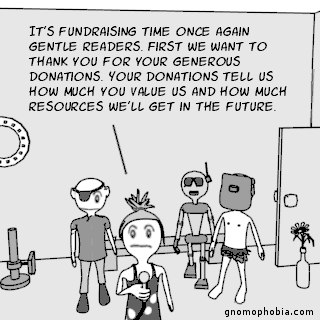 It's fundraising time once again
gentle readers. First we want to
thank you for your generous
donations. Your donations tell us
how much you value us and how much
resources we'll get in the future.
gnomophobia.com